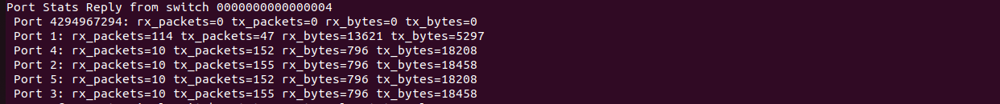 Port Stats Reply from switch 0000000000000004
Port 4294967294: rx_packets=0 tx_packets=0 rx_bytes=0 tx_bytes=0
Port 1: rx_packets=114 tx_packets=47 rx_bytes=13621 tx_bytes=5297
Port 4: rx_packets=10 tx_packets=152 rx_bytes=796 tx_bytes=18208
Port 2: rx_packets=10 tx_packets=155 rx_bytes=796 tx_bytes=18458
Port 5: rx_packets=10 tx_packets=152 rx_bytes=796 tx_bytes=18208
Port 3: rx_packets=10 tx_packets=155 rx_bytes=796 tx_bytes=18458